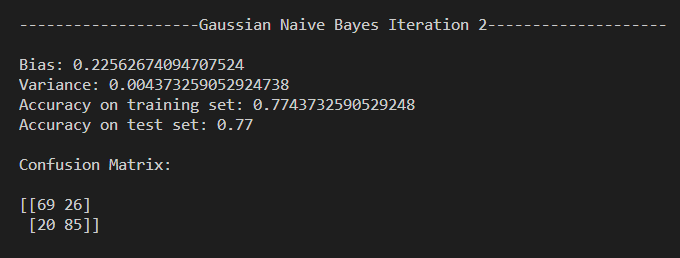 --------------------Gaussian Naive Bayes Iteration 2--------------------
Bias: 0.22562674094707524
Variance: 0.004373259052924738
Accuracy on training set: 0.7743732590529248
Accuracy on test set: 0.77
Confusion Matrix:
[[69 26]
[20 85]]